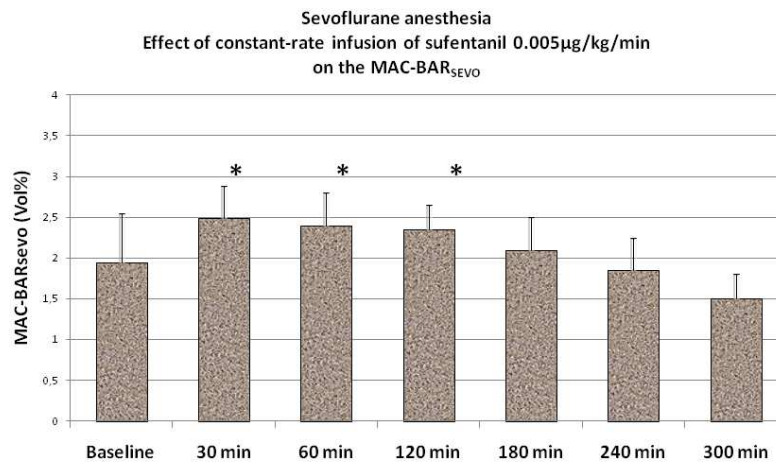 Sevoflurane anesthesia
Effect of constant-rate infusion of sufentanil 0.005µg/kg/min
on the MAC-BAR_SEVO
4
3,5
3
2,5
2
1,5
1
0,5
0
MAC-BARsevo (Vol%)
* * *
Baseline 30 min 60 min 120 min 180 min 240 min 300 min